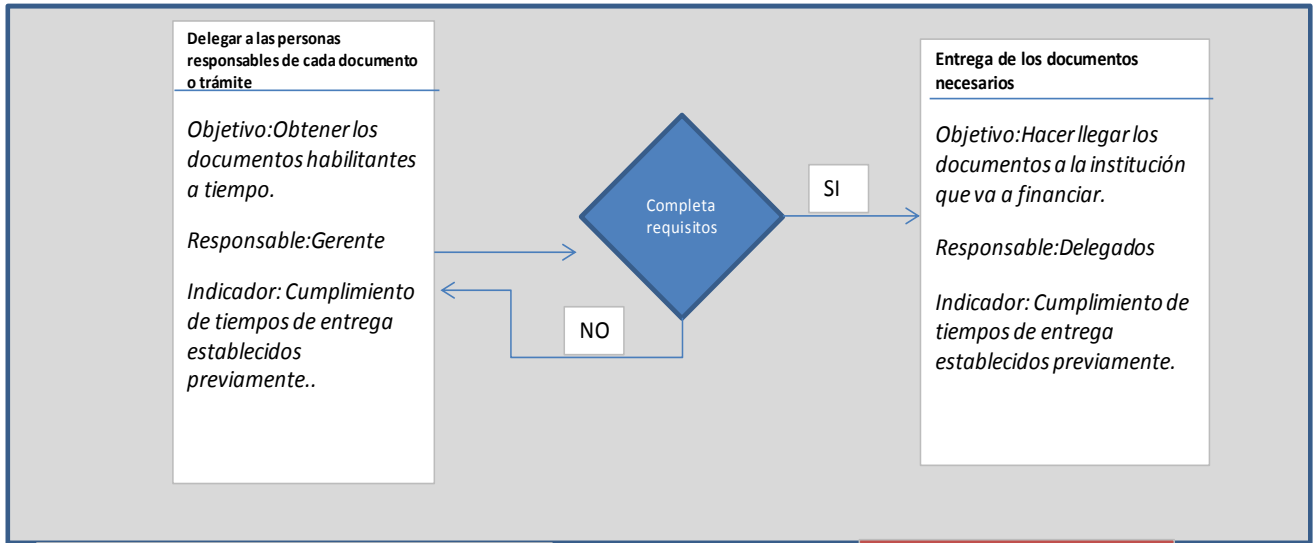 Delegar a las personas
responsables de cada documento
o trámite
Objetivo:Obtener los
documentos habilitantes
a tiempo.
Responsable:Gerente
Indicador: Cumplimiento
de tiempos de entrega
establecidos
previamente..
Completa
requisitos
SI
NO
Entrega de los documentos
necesarios
Objetivo:Hacer llegar los
documentos a la institución
que va a financiar.
Responsable:Delegados
Indicador: Cumplimiento de
tiempos de entrega
establecidos previamente.